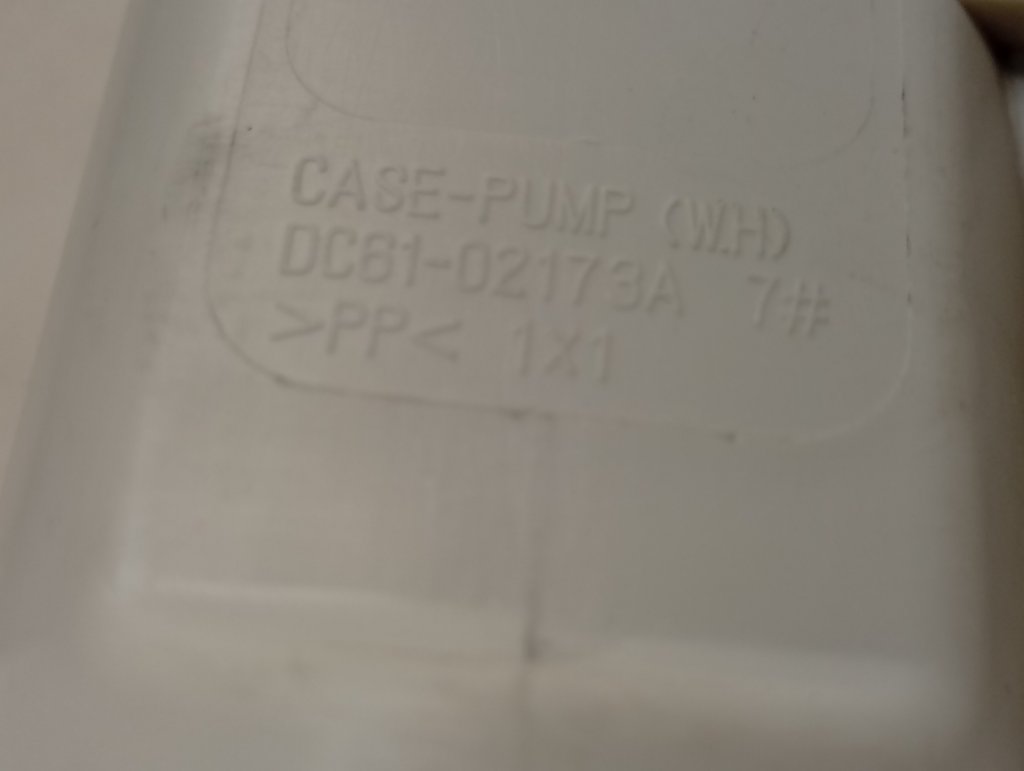 CASE-PUMP (W.H)
DC61-02173A 7#
>PP< 1X1